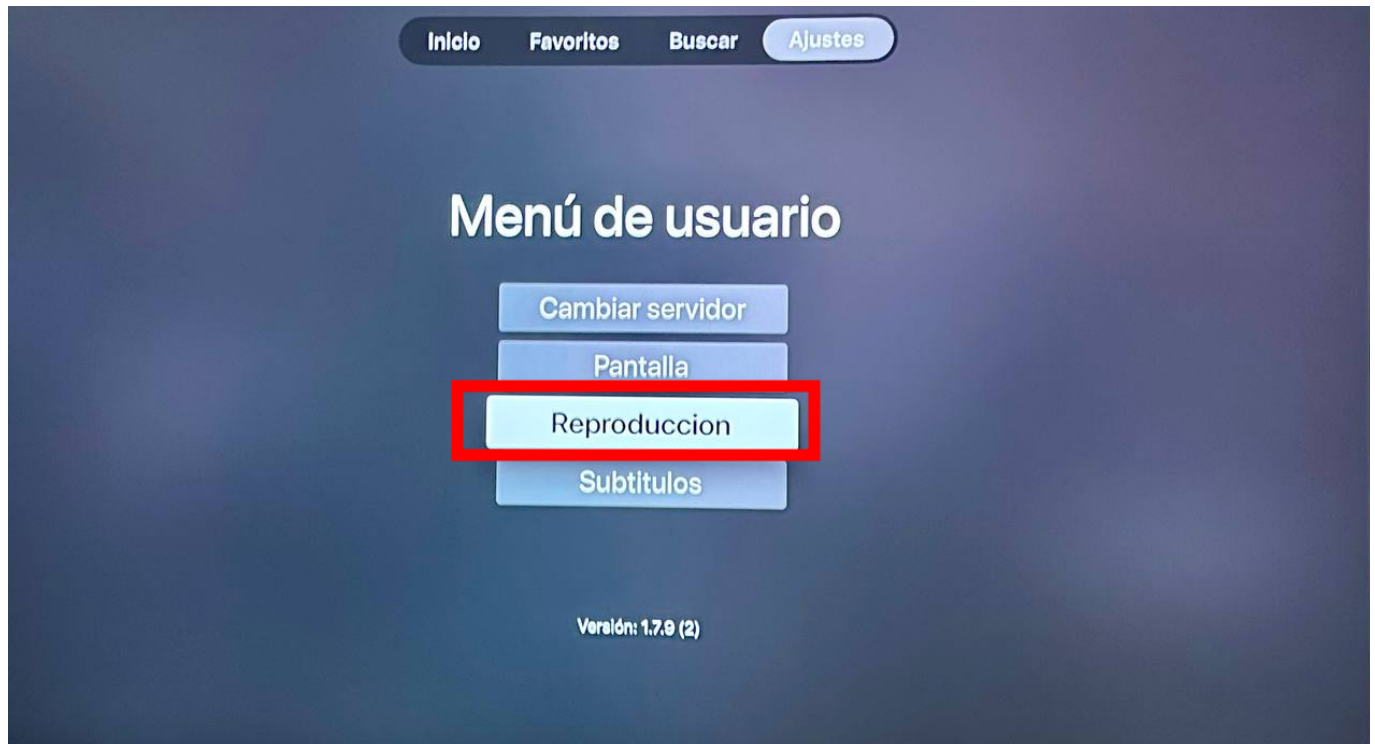 Inicio Favoritos Buscar Ajustes
Menú de usuario
Cambiar servidor
Pantalla
Reproduccion
Subtitulos
Versión: 1.7.9 (2)